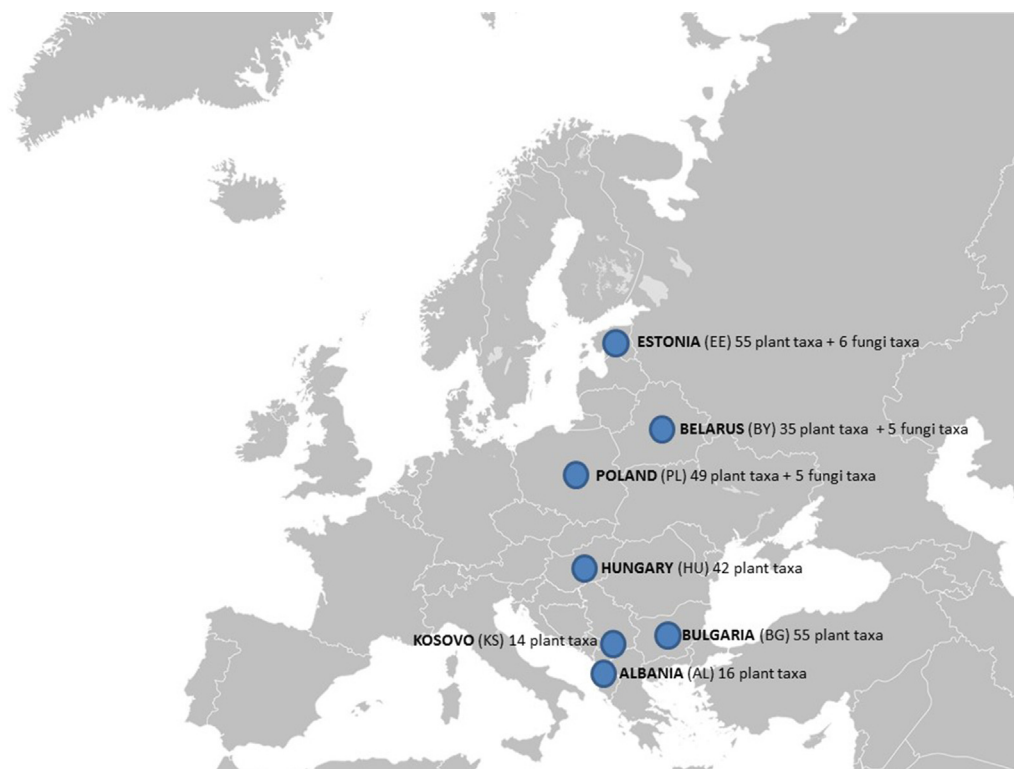 ESTONIA (EE) 55 plant taxa + 6 fungi taxa
BELARUS (BY) 35 plant taxa + 5 fungi taxa
POLAND (PL) 49 plant taxa + 5 fungi taxa
HUNGARY (HU) 42 plant taxa
KOSOVO (KS) 14 plant taxa
BULGARIA (BG) 55 plant taxa
ALBANIA (AL) 16 plant taxa